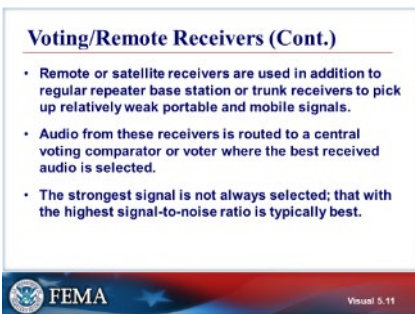 Voting/Remote Receivers (Cont.)
• Remote or satellite receivers are used in addition to
regular repeater base station or trunk receivers to pick
up relatively weak portable and mobile signals.
• Audio from these receivers is routed to a central
voting comparator or voter where the best received
audio is selected.
• The strongest signal is not always selected; that with
the highest signal-to-noise ratio is typically best.
FEMA
Visual 5.11